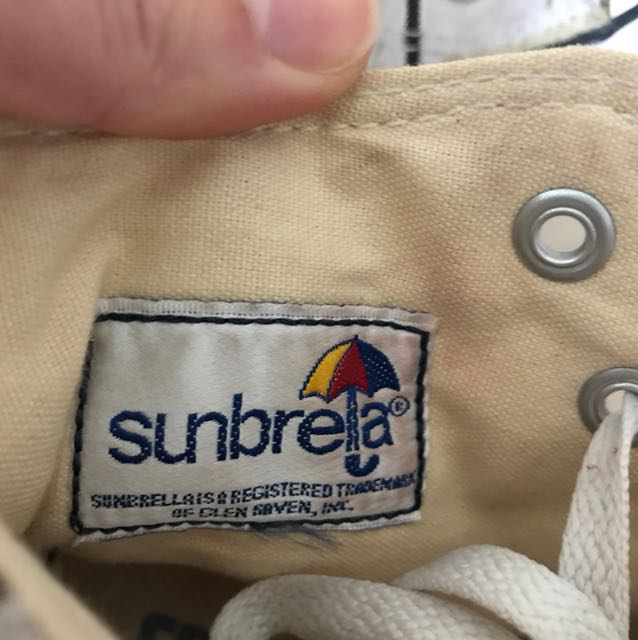 sunbrella®
SUNBRELLA IS A REGISTERED TRADEMARK
OF GLEN RAVEN, INC.